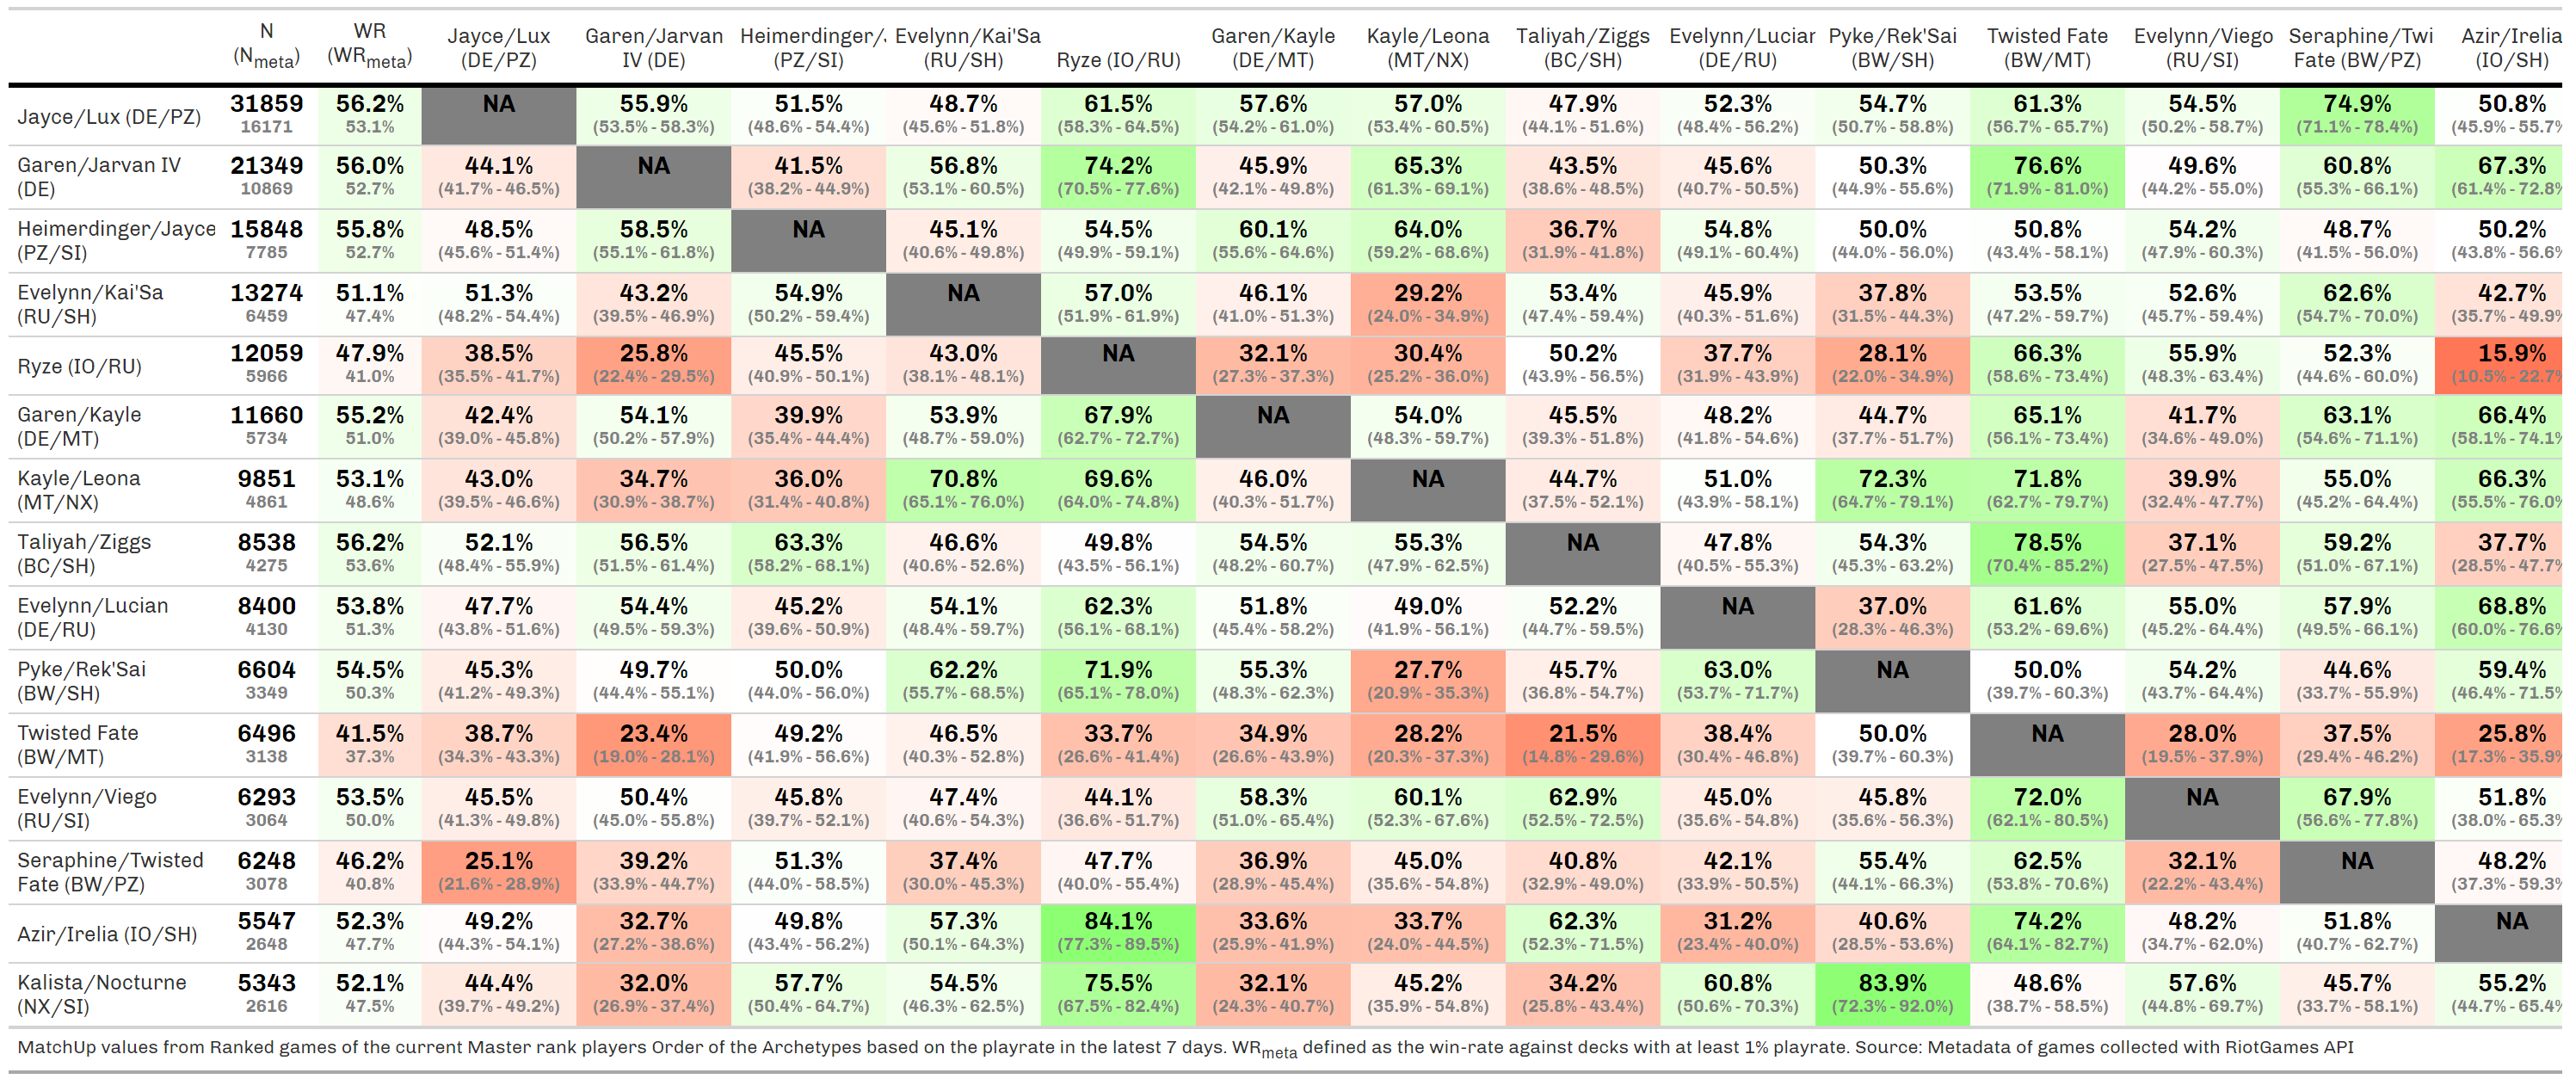 N WR Jayce/Lux Garen/Jarvan Heimerdinger/ Evelynn/Kai'Sa Ryze (IO/RU) Garen/Kayle Kayle/Leona Taliyah/Ziggs Evelynn/Lucian Pyke/Rek'Sai Twisted Fate Evelynn/Viego Seraphine/Twi Azir/Irelia
(Nmeta) (WRmeta) (DE/PZ) IV (DE) (PZ/SI) (RU/SH) (DE/MT) (MT/NX) (BC/SH) (DE/RU) (BW/SH) (BW/MT) (RU/SI) Fate (BW/PZ) (IO/SH)
Jayce/Lux (DE/PZ) 31859 56.2% NA 55.9% 51.5% 48.7% 61.5% 57.6% 57.0% 47.9% 52.3% 54.7% 61.3% 54.5% 74.9% 50.8%
16171 53.1% (53.5% - 58.3%) (48.6% - 54.4%) (45.6% - 51.8%) (58.3% - 64.5%) (54.2% - 61.0%) (53.4% - 60.5%) (44.1% - 51.6%) (48.4% - 56.2%) (50.7% - 58.8%) (56.7% - 65.7%) (50.2% - 58.7%) (71.1% - 78.4%) (45.9% - 55.7%
Garen/Jarvan IV 21349 56.0% 44.1% NA 41.5% 56.8% 74.2% 45.9% 65.3% 43.5% 45.6% 50.3% 76.6% 49.6% 60.8% 67.3%
(DE) 10869 52.7% (41.7% - 46.5%) (38.2% - 44.9%) (53.1% - 60.5%) (70.5% - 77.6%) (42.1% - 49.8%) (61.3% - 69.1%) (38.6% - 48.5%) (40.7% - 50.5%) (44.9% - 55.6%) (71.9% - 81.0%) (44.2% - 55.0%) (55.3% - 66.1%) (61.4% - 72.8%
Heimerdinger/Jayce 15848 55.8% 48.5% 58.5% NA 45.1% 54.5% 60.1% 64.0% 36.7% 54.8% 50.0% 50.8% 54.2% 48.7% 50.2%
(PZ/SI) 7785 52.7% (45.6% - 51.4%) (55.1% - 61.8%) (40.6% - 49.8%) (49.9% - 59.1%) (55.6% - 64.6%) (59.2% - 68.6%) (31.9% - 41.8%) (49.1% - 60.4%) (44.0% - 56.0%) (43.4% - 58.1%) (47.9% - 60.3%) (41.5% - 56.0%) (43.8% - 56.6%
Evelynn/Kai'Sa 13274 51.1% 51.3% 43.2% 54.9% NA 57.0% 46.1% 29.2% 53.4% 45.9% 37.8% 53.5% 52.6% 62.6% 42.7%
(RU/SH) 6459 47.4% (48.2% - 54.4%) (39.5% - 46.9%) (50.2% - 59.4%) (51.9% - 61.9%) (41.0% - 51.3%) (24.0% - 34.9%) (47.4% - 59.4%) (40.3% - 51.6%) (31.5% - 44.3%) (47.2% - 59.7%) (45.7% - 59.4%) (54.7% - 70.0%) (35.7% - 49.9%
Ryze (IO/RU) 12059 47.9% 38.5% 25.8% 45.5% 43.0% NA 32.1% 30.4% 50.2% 37.7% 28.1% 66.3% 55.9% 52.3% 15.9%
5966 41.0% (35.5% - 41.7%) (22.4% - 29.5%) (40.9% - 50.1%) (38.1% - 48.1%) (27.3% - 37.3%) (25.2% - 36.0%) (43.9% - 56.5%) (31.9% - 43.9%) (22.0% - 34.9%) (58.6% - 73.4%) (48.3% - 63.4%) (44.6% - 60.0%) (10.5% - 22.7%
Garen/Kayle 11660 55.2% 42.4% 54.1% 39.9% 53.9% 67.9% NA 54.0% 45.5% 48.2% 44.7% 65.1% 41.7% 63.1% 66.4%
(DE/MT) 5734 51.0% (39.0% - 45.8%) (50.2% - 57.9%) (35.4% - 44.4%) (48.7% - 59.0%) (62.7% - 72.7%) (48.3% - 59.7%) (39.3% - 51.8%) (41.8% - 54.6%) (37.7% - 51.7%) (56.1% - 73.4%) (34.6% - 49.0%) (54.6% - 71.1%) (58.1% - 74.1%
Kayle/Leona 9851 53.1% 43.0% 34.7% 36.0% 70.8% 69.6% 46.0% NA 44.7% 51.0% 72.3% 71.8% 39.9% 55.0% 66.3%
(MT/NX) 4861 48.6% (39.5% - 46.6%) (30.9% - 38.7%) (31.4% - 40.8%) (65.1% - 76.0%) (64.0% - 74.8%) (40.3% - 51.7%) (37.5% - 52.1%) (43.9% - 58.1%) (64.7% - 79.1%) (62.7% - 79.7%) (32.4% - 47.7%) (45.2% - 64.4%) (55.5% - 76.0%
Taliyah/Ziggs 8538 56.2% 52.1% 56.5% 63.3% 46.6% 49.8% 54.5% 55.3% NA 47.8% 54.3% 78.5% 37.1% 59.2% 37.7%
(BC/SH) 4275 53.6% (48.4% - 55.9%) (51.5% - 61.4%) (58.2% - 68.1%) (40.6% - 52.6%) (43.5% - 56.1%) (48.2% - 60.7%) (47.9% - 62.5%) (40.5% - 55.3%) (45.3% - 63.2%) (70.4% - 85.2%) (27.5% - 47.5%) (51.0% - 67.1%) (28.5% - 47.7%
Evelynn/Lucian 8400 53.8% 47.7% 54.4% 45.2% 54.1% 62.3% 51.8% 49.0% 52.2% NA 37.0% 61.6% 55.0% 57.9% 68.8%
(DE/RU) 4130 51.3% (43.8% - 51.6%) (49.5% - 59.3%) (39.6% - 50.9%) (48.4% - 59.7%) (56.1% - 68.1%) (45.4% - 58.2%) (41.9% - 56.1%) (44.7% - 59.5%) (28.3% - 46.3%) (53.2% - 69.6%) (45.2% - 64.4%) (49.5% - 66.1%) (60.0% - 76.6%
Pyke/Rek'Sai 6604 54.5% 45.3% 49.7% 50.0% 62.2% 71.9% 55.3% 27.7% 45.7% 63.0% NA 50.0% 54.2% 44.6% 59.4%
(BW/SH) 3349 50.3% (41.2% - 49.3%) (44.4% - 55.1%) (44.0% - 56.0%) (55.7% - 68.5%) (65.1% - 78.0%) (48.3% - 62.3%) (20.9% - 35.3%) (36.8% - 54.7%) (53.7% - 71.7%) (39.7% - 60.3%) (43.7% - 64.4%) (33.7% - 55.9%) (46.4% - 71.5%
Twisted Fate 6496 41.5% 38.7% 23.4% 49.2% 46.5% 33.7% 34.9% 28.2% 21.5% 38.4% 50.0% NA 28.0% 37.5% 25.8%
(BW/MT) 3138 37.3% (34.3% - 43.3%) (19.0% - 28.1%) (41.9% - 56.6%) (40.3% - 52.8%) (26.6% - 41.4%) (26.6% - 43.9%) (20.3% - 37.3%) (14.8% - 29.6%) (30.4% - 46.8%) (39.7% - 60.3%) (19.5% - 37.9%) (29.4% - 46.2%) (17.3% - 35.9%
Evelynn/Viego 6293 53.5% 45.5% 50.4% 45.8% 47.4% 44.1% 58.3% 60.1% 62.9% 45.0% 45.8% 72.0% NA 67.9% 51.8%
(RU/SI) 3064 50.0% (41.3% - 49.8%) (45.0% - 55.8%) (39.7% - 52.1%) (40.6% - 54.3%) (36.6% - 51.7%) (51.0% - 65.4%) (52.3% - 67.6%) (52.5% - 72.5%) (35.6% - 54.8%) (35.6% - 56.3%) (62.1% - 80.5%) (56.6% - 77.8%) (38.0% - 65.3%
Seraphine/Twisted 6248 46.2% 25.1% 39.2% 51.3% 37.4% 47.7% 36.9% 45.0% 40.8% 42.1% 55.4% 62.5% 32.1% NA 48.2%
Fate (BW/PZ) 3078 40.8% (21.6% - 28.9%) (33.9% - 44.7%) (44.0% - 58.5%) (30.0% - 45.3%) (40.0% - 55.4%) (28.9% - 45.4%) (35.6% - 54.8%) (32.9% - 49.0%) (33.9% - 50.5%) (44.1% - 66.3%) (53.8% - 70.6%) (22.2% - 43.4%) (37.3% - 59.3%
Azir/Irelia (IO/SH) 5547 52.3% 49.2% 32.7% 49.8% 57.3% 84.1% 33.6% 33.7% 62.3% 31.2% 40.6% 74.2% 48.2% 51.8% NA
2648 47.7% (44.3% - 54.1%) (27.2% - 38.6%) (43.4% - 56.2%) (50.1% - 64.3%) (77.3% - 89.5%) (25.9% - 41.9%) (24.0% - 44.5%) (52.3% - 71.5%) (23.4% - 40.0%) (28.5% - 53.6%) (64.1% - 82.7%) (34.7% - 62.0%) (40.7% - 62.7%)
Kalista/Nocturne 5343 52.1% 44.4% 32.0% 57.7% 54.5% 75.5% 32.1% 45.2% 34.2% 60.8% 83.9% 48.6% 57.6% 45.7% 55.2%
(NX/SI) 2616 47.5% (39.7% - 49.2%) (26.9% - 37.4%) (50.4% - 64.7%) (46.3% - 62.5%) (67.5% - 82.4%) (24.3% - 40.7%) (35.9% - 54.8%) (25.8% - 43.4%) (50.6% - 70.3%) (72.3% - 92.0%) (38.7% - 58.5%) (44.8% - 69.7%) (33.7% - 58.1%) (44.7% - 65.4%
MatchUp values from Ranked games of the current Master rank players Order of the Archetypes based on the playrate in the latest 7 days. WRmeta defined as the win-rate against decks with at least 1% playrate. Source: Metadata of games collected with RiotGames API